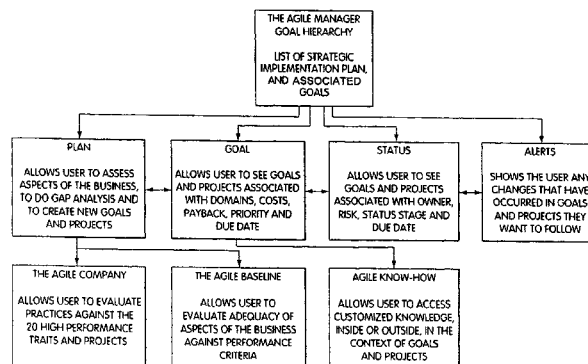 THE AGILE MANAGER
GOAL HIERARCHY
LIST OF STRATEGIC
IMPLEMENTATION PLAN,
AND ASSOCIATED
GOALS
PLAN
ALLOWS USER TO ASSESS
ASPECTS OF THE BUSINESS,
TO DO GAP ANALYSIS AND
TO CREATE NEW GOALS
AND PROJECTS
GOAL
ALLOWS USER TO SEE GOALS
AND PROJECTS ASSOCIATED
WITH DOMAINS, COSTS,
PAYBACK, PRIORITY AND
DUE DATE
STATUS
ALLOWS USER TO SEE
GOALS AND PROJECTS
ASSOCIATED WITH OWNER,
RISK, STATUS STAGE AND
DUE DATE
ALERTS
SHOWS THE USER ANY
CHANGES THAT HAVE
OCCURRED IN GOALS
AND PROJECTS THEY
WANT TO FOLLOW
THE AGILE COMPANY
ALLOWS USER TO EVALUATE
PRACTICES AGAINST THE
20 HIGH PERFORMANCE
TRAITS AND PROJECTS
THE AGILE BASELINE
ALLOWS USER TO
EVALUATE ADEQUACY OF
ASPECTS OF THE BUSINESS
AGAINST PERFORMANCE
CRITERIA
AGILE KNOW-HOW
ALLOWS USER TO ACCESS
CUSTOMIZED KNOWLEDGE,
INSIDE OR OUTSIDE, IN THE
CONTEXT OF GOALS
AND PROJECTS